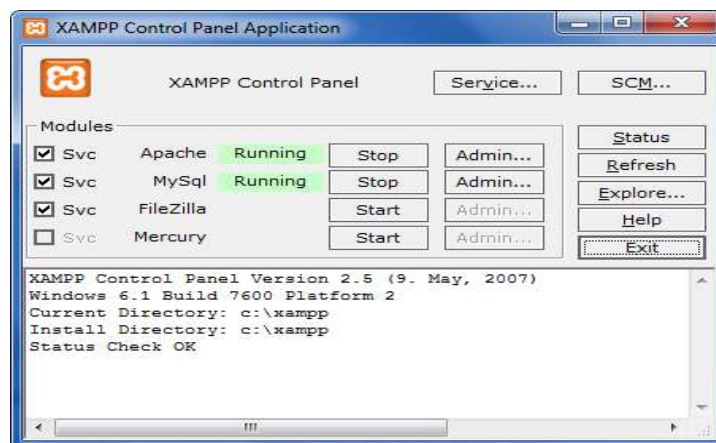 XAMPP Control Panel Application
XAMPP Control Panel Service... SCM...
Modules
Svc Apache Running Stop Admin...
Svc MySql Running Stop Admin...
Svc FileZilla Start Admin...
Svc Mercury Start Admin...
Status
Refresh
Explore...
Help
Exit
XAMPP Control Panel Version 2.5 (9. May, 2007)
Windows 6.1 Build 7600 Platform 2
Current Directory: c:\xampp
Install Directory: c:\xampp
Status Check OK